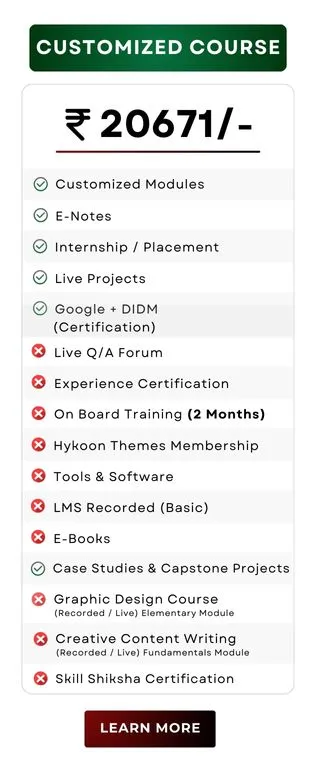 CUSTOMIZED COURSE
₹ 20671/-
Customized Modules
E-Notes
Internship / Placement
Live Projects
Google + DIDM
(Certification)
Live Q/A Forum
Experience Certification
On Board Training (2 Months)
Hykoon Themes Membership
Tools & Software
LMS Recorded (Basic)
E-Books
Case Studies & Capstone Projects
Graphic Design Course
(Recorded / Live) Elementary Module
Creative Content Writing
(Recorded / Live) Fundamentals Module
Skill Shiksha Certification
LEARN MORE